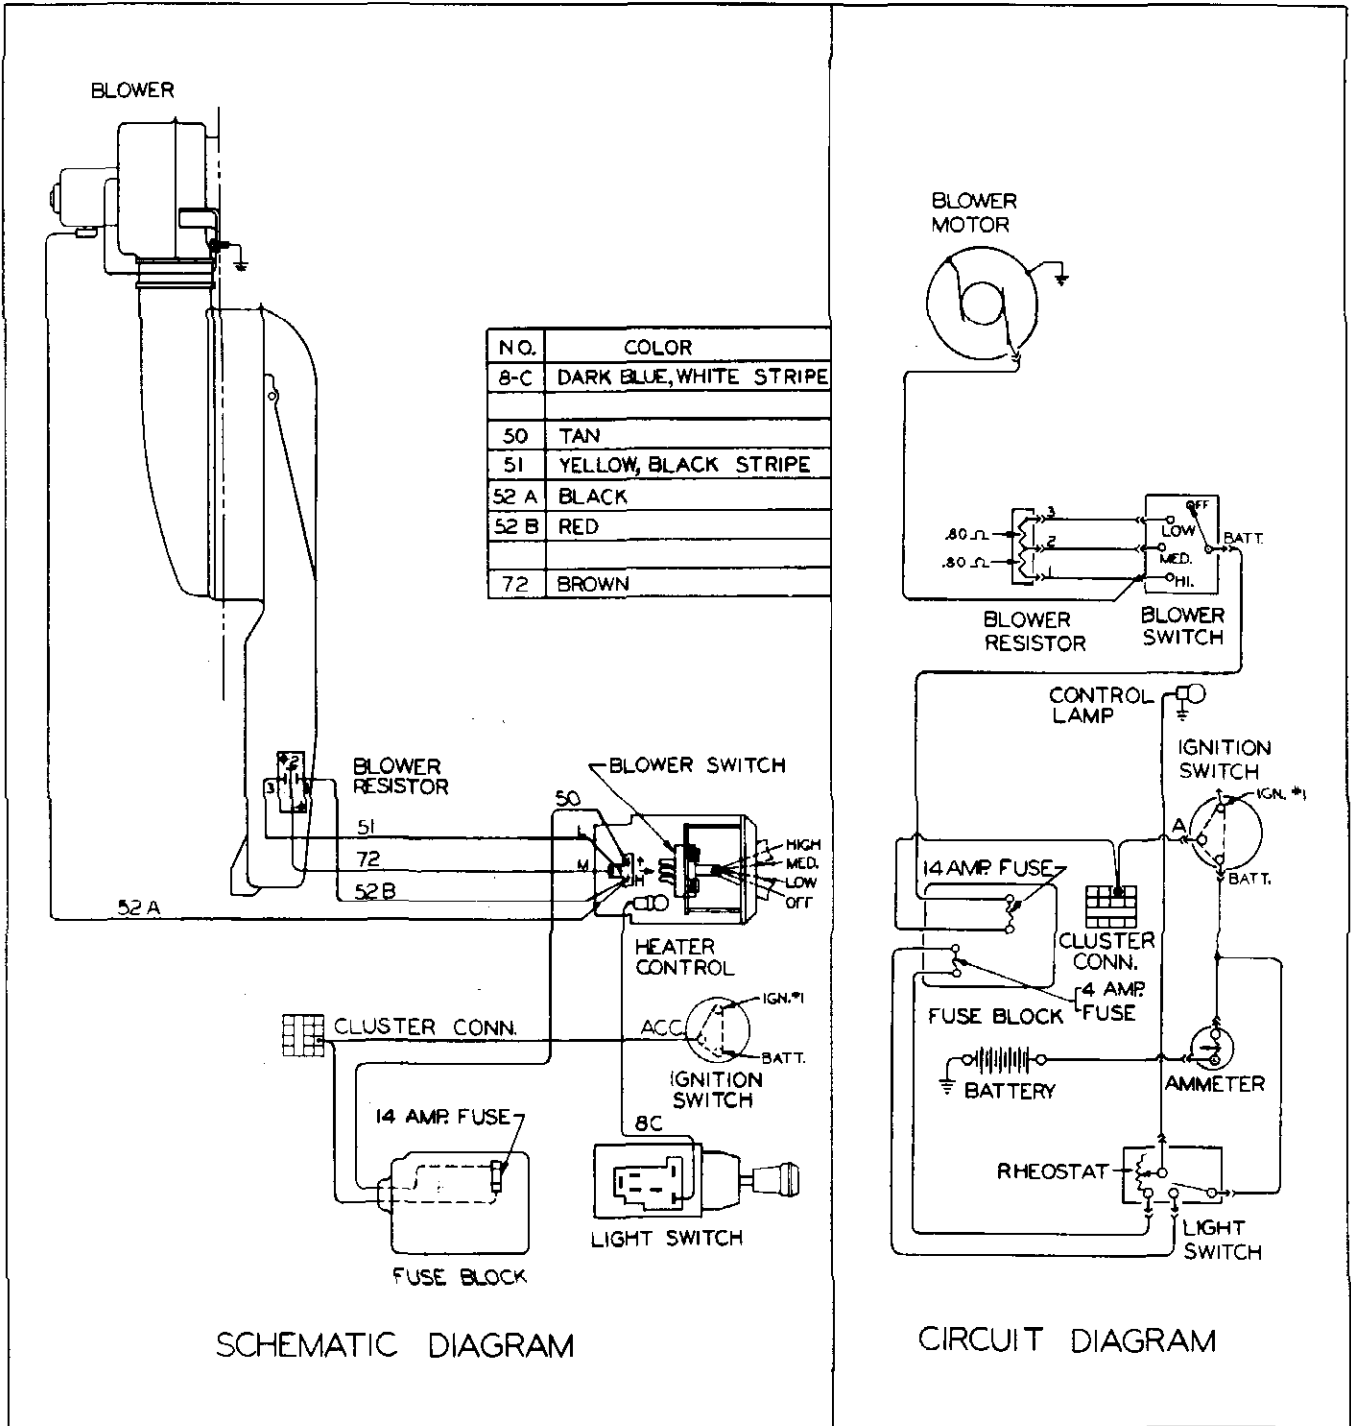 BLOWER
NO. COLOR
8-C DARK BLUE, WHITE STRIPE
50 TAN
51 YELLOW, BLACK STRIPE
52 A BLACK
52 B RED
72 BROWN
2
3
BLOWER
RESISTOR
BLOWER SWITCH
50
51
L
72
M
H
52 B
52 A
HIGH
MED.
LOW
OFF
HEATER
CONTROL
CLUSTER CONN.
ACC.
IGN. #1
BATT.
IGNITION
SWITCH
14 AMP. FUSE
8C
FUSE BLOCK
LIGHT SWITCH
SCHEMATIC DIAGRAM
BLOWER
MOTOR
.80 Ω
.80 Ω
3
2
1
OFF
LOW
MED.
HI.
BATT.
BLOWER
RESISTOR
BLOWER
SWITCH
CONTROL
LAMP
IGNITION
SWITCH
IGN. #1
A
BATT.
14 AMP. FUSE
CLUSTER
CONN.
4 AMP.
FUSE
FUSE BLOCK
BATTERY
AMMETER
RHEOSTAT
LIGHT
SWITCH
CIRCUIT DIAGRAM